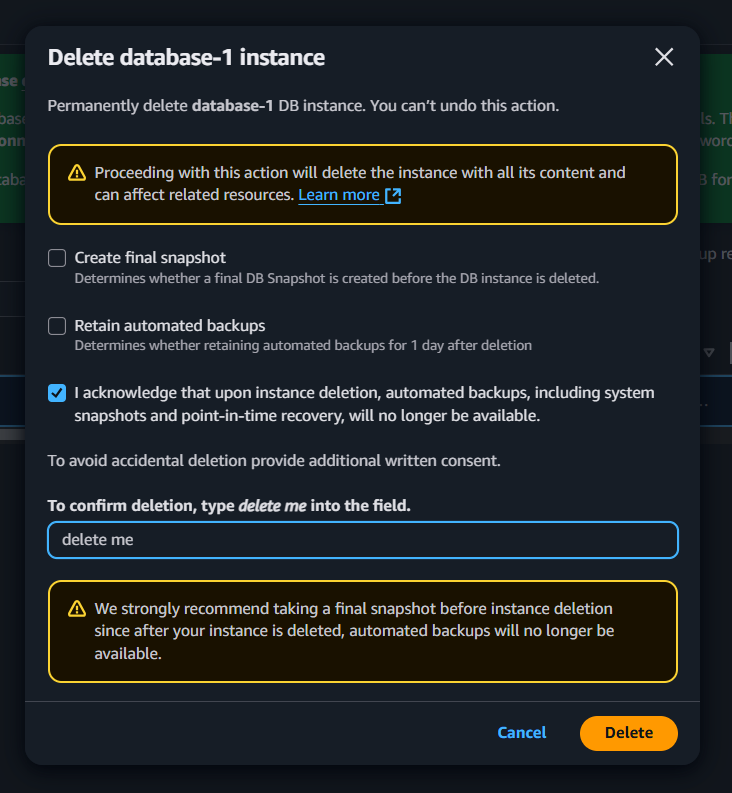 Delete database-1 instance
Permanently delete database-1 DB instance. You can't undo this action.
Proceeding with this action will delete the instance with all its content and
can affect related resources. Learn more
Create final snapshot
Determines whether a final DB Snapshot is created before the DB instance is deleted.
Retain automated backups
Determines whether retaining automated backups for 1 day after deletion
I acknowledge that upon instance deletion, automated backups, including system
snapshots and point-in-time recovery, will no longer be available.
To avoid accidental deletion provide additional written consent.
To confirm deletion, type delete me into the field.
delete me
We strongly recommend taking a final snapshot before instance deletion
since after your instance is deleted, automated backups will no longer be
available.
Cancel
Delete